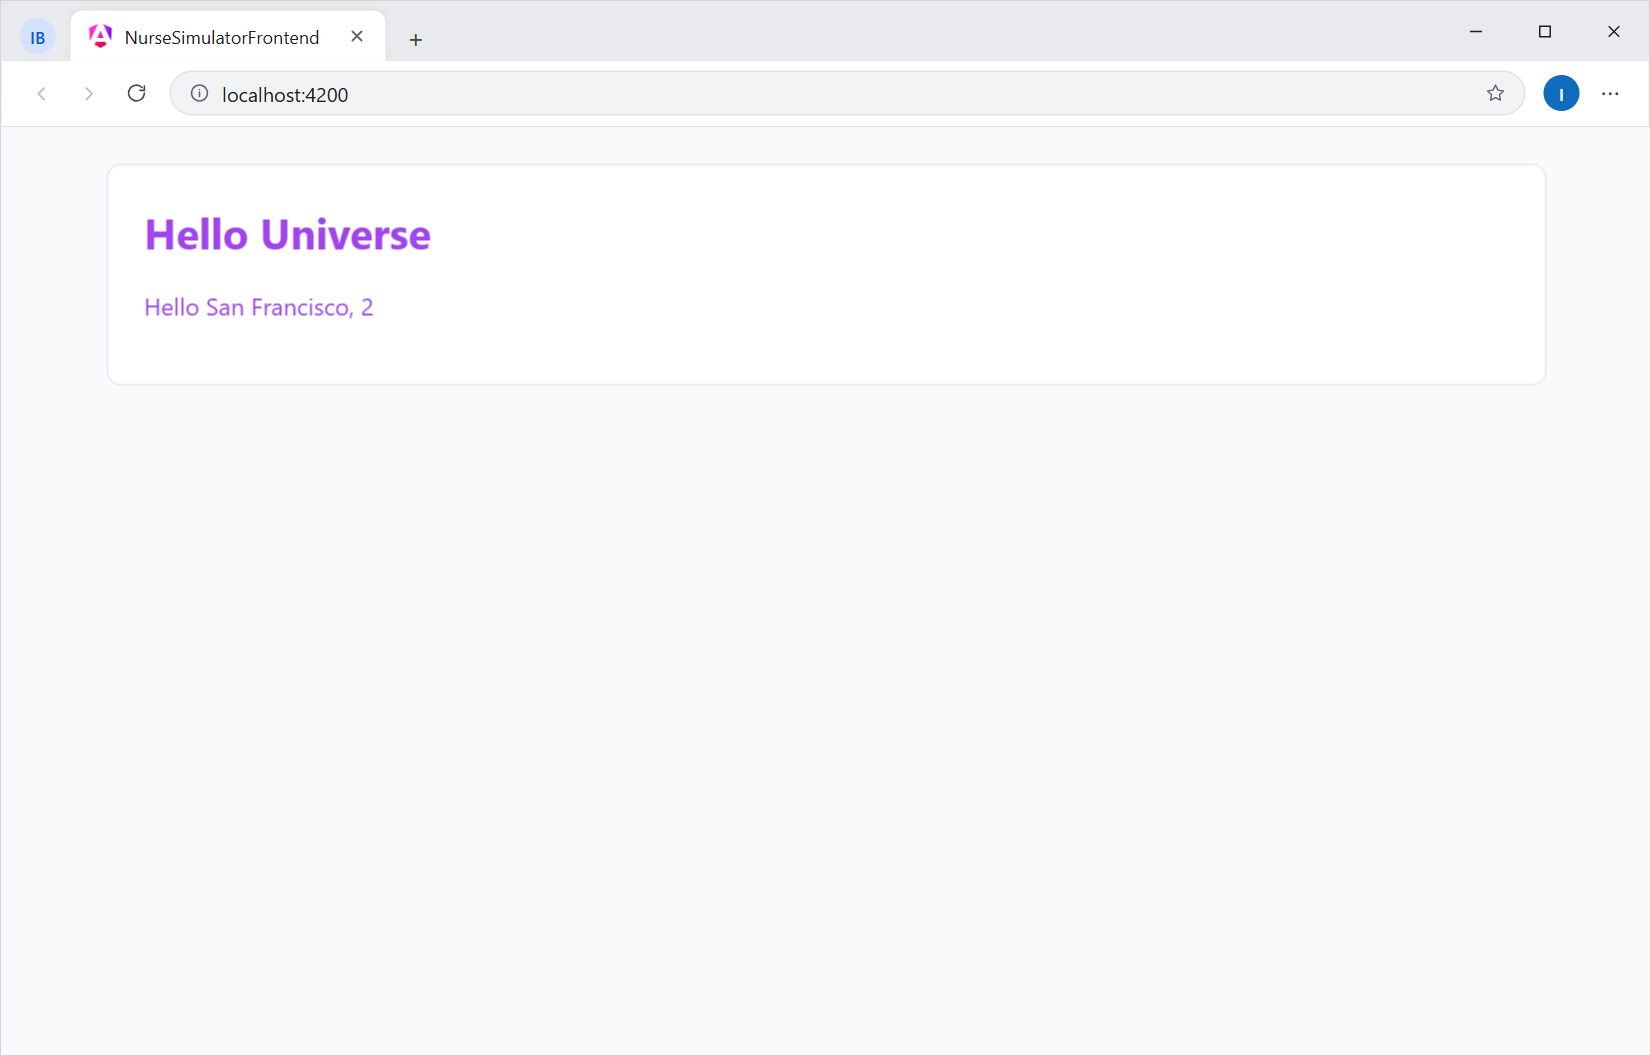 IB
NurseSimulatorFrontend
localhost:4200
I
Hello Universe
Hello San Francisco, 2